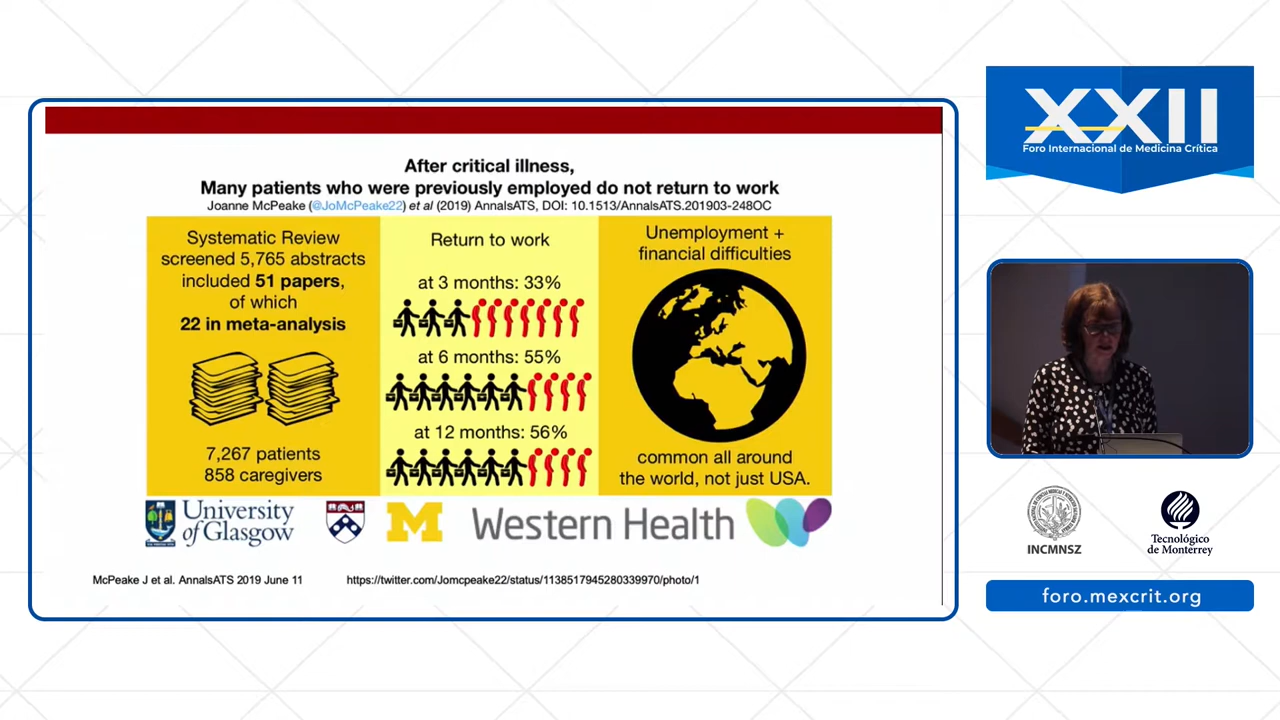 After critical illness,
Many patients who were previously employed do not return to work
Joanne McPeake (@JoMcPeake22) et al (2019) AnnalsATS, DOI: 10.1513/AnnalsATS.201903-248OC
Systematic Review
screened 5,765 abstracts
included 51 papers,
of which
22 in meta-analysis
7,267 patients
858 caregivers
Return to work
at 3 months: 33%
at 6 months: 55%
at 12 months: 56%
Unemployment +
financial difficulties
common all around
the world, not just USA.
University
of Glasgow
M
Western Health
McPeake J et al. AnnalsATS 2019 June 11
https://twitter.com/Jomcpeake22/status/1138517945280339970/photo/1
XXII
Foro Internacional de Medicina Crítica
INCMNSZ
Tecnológico
de Monterrey
foro.mexcrit.org